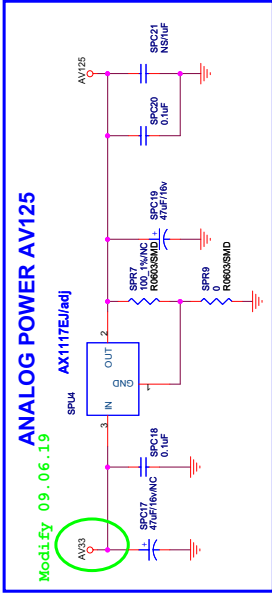 ANALOG POWER AV125
Modify 09.06.19
AV33
SPC17
47uF/16v/NC
SPC18
0.1uF
SPU4
AX1117EJ/adj
3
IN
GND
OUT
2
1
SPR7
100_1%/NC
R0603/SMD
SPR9
0
R0603/SMD
SPC19
47uF/16v
SPC20
0.1uF
SPC21
NS/1uF
AV125